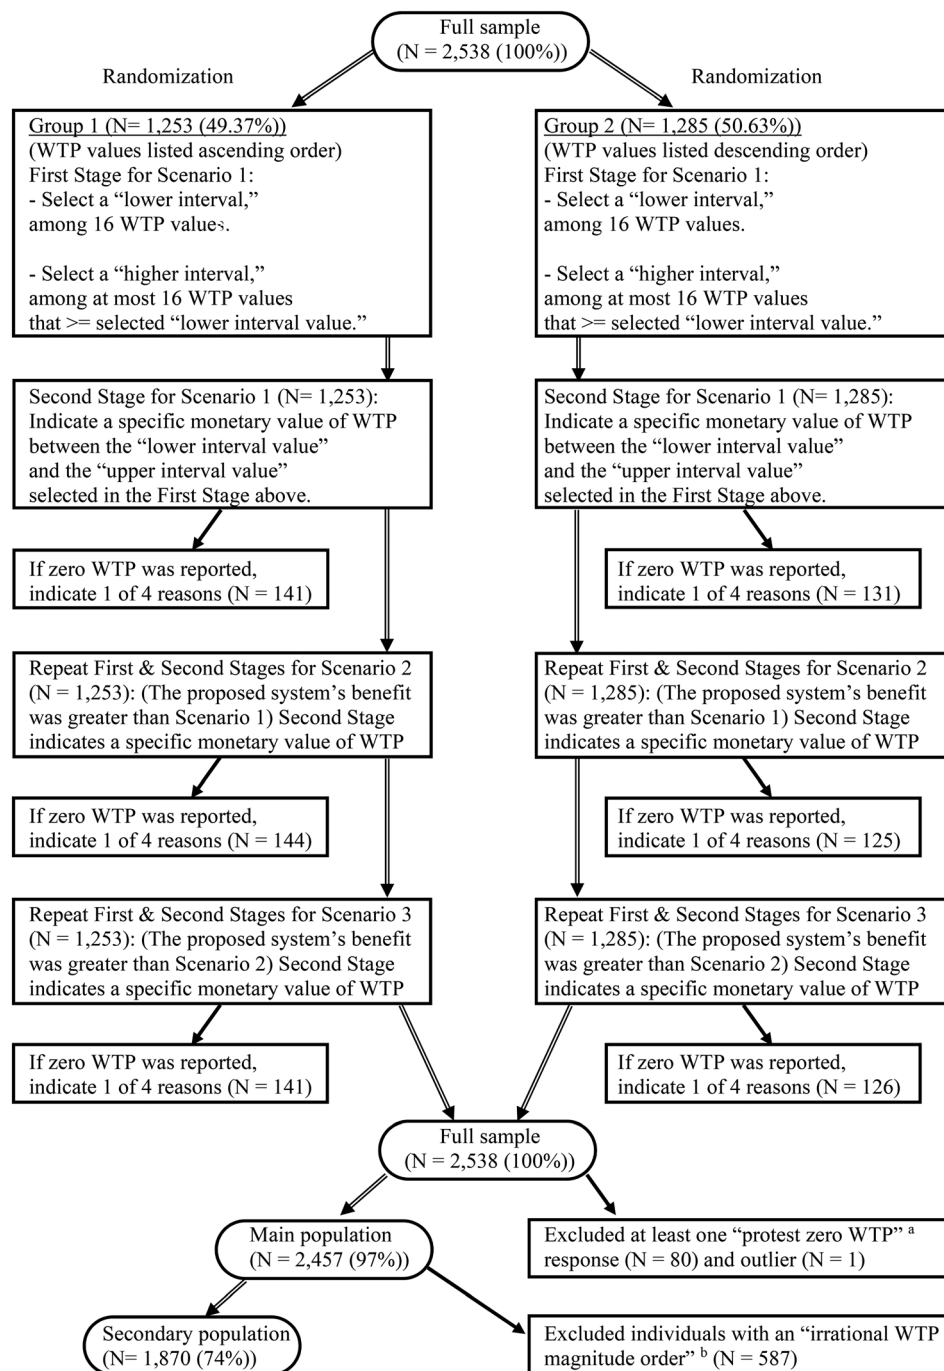 Full sample
(N = 2,538 (100%))
Randomization
Randomization
Group 1 (N= 1,253 (49.37%))
(WTP values listed ascending order)
First Stage for Scenario 1:
- Select a “lower interval,”
among 16 WTP values.
- Select a “higher interval,”
among at most 16 WTP values
that >= selected “lower interval value.”
Group 2 (N= 1,285 (50.63%))
(WTP values listed descending order)
First Stage for Scenario 1:
- Select a “lower interval,”
among 16 WTP values.
- Select a “higher interval,”
among at most 16 WTP values
that >= selected “lower interval value.”
Second Stage for Scenario 1 (N= 1,253):
Indicate a specific monetary value of WTP
between the “lower interval value”
and the “upper interval value”
selected in the First Stage above.
Second Stage for Scenario 1 (N= 1,285):
Indicate a specific monetary value of WTP
between the “lower interval value”
and the “upper interval value”
selected in the First Stage above.
If zero WTP was reported,
indicate 1 of 4 reasons (N = 141)
If zero WTP was reported,
indicate 1 of 4 reasons (N = 131)
Repeat First & Second Stages for Scenario 2
(N = 1,253): (The proposed system’s benefit
was greater than Scenario 1) Second Stage
indicates a specific monetary value of WTP
Repeat First & Second Stages for Scenario 2
(N = 1,285): (The proposed system’s benefit
was greater than Scenario 1) Second Stage
indicates a specific monetary value of WTP
If zero WTP was reported,
indicate 1 of 4 reasons (N = 144)
If zero WTP was reported,
indicate 1 of 4 reasons (N = 125)
Repeat First & Second Stages for Scenario 3
(N = 1,253): (The proposed system’s benefit
was greater than Scenario 2) Second Stage
indicates a specific monetary value of WTP
Repeat First & Second Stages for Scenario 3
(N = 1,285): (The proposed system’s benefit
was greater than Scenario 2) Second Stage
indicates a specific monetary value of WTP
If zero WTP was reported,
indicate 1 of 4 reasons (N = 141)
If zero WTP was reported,
indicate 1 of 4 reasons (N = 126)
Full sample
(N = 2,538 (100%))
Main population
(N = 2,457 (97%))
Excluded at least one “protest zero WTP” a
response (N = 80) and outlier (N = 1)
Secondary population
(N= 1,870 (74%))
Excluded individuals with an “irrational WTP
magnitude order” b (N = 587)